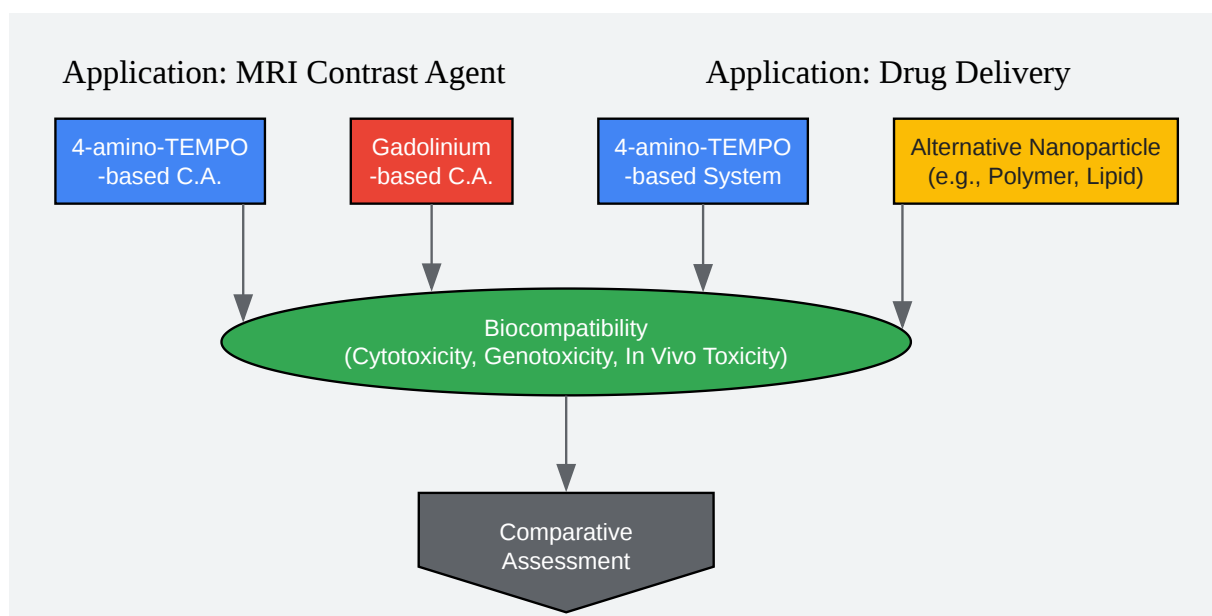 Application: MRI Contrast Agent
Application: Drug Delivery
4-amino-TEMPO
-based C.A.
Gadolinium
-based C.A.
4-amino-TEMPO
-based System
Alternative Nanoparticle
(e.g., Polymer, Lipid)
Biocompatibility
(Cytotoxicity, Genotoxicity, In Vivo Toxicity)
Comparative
Assessment